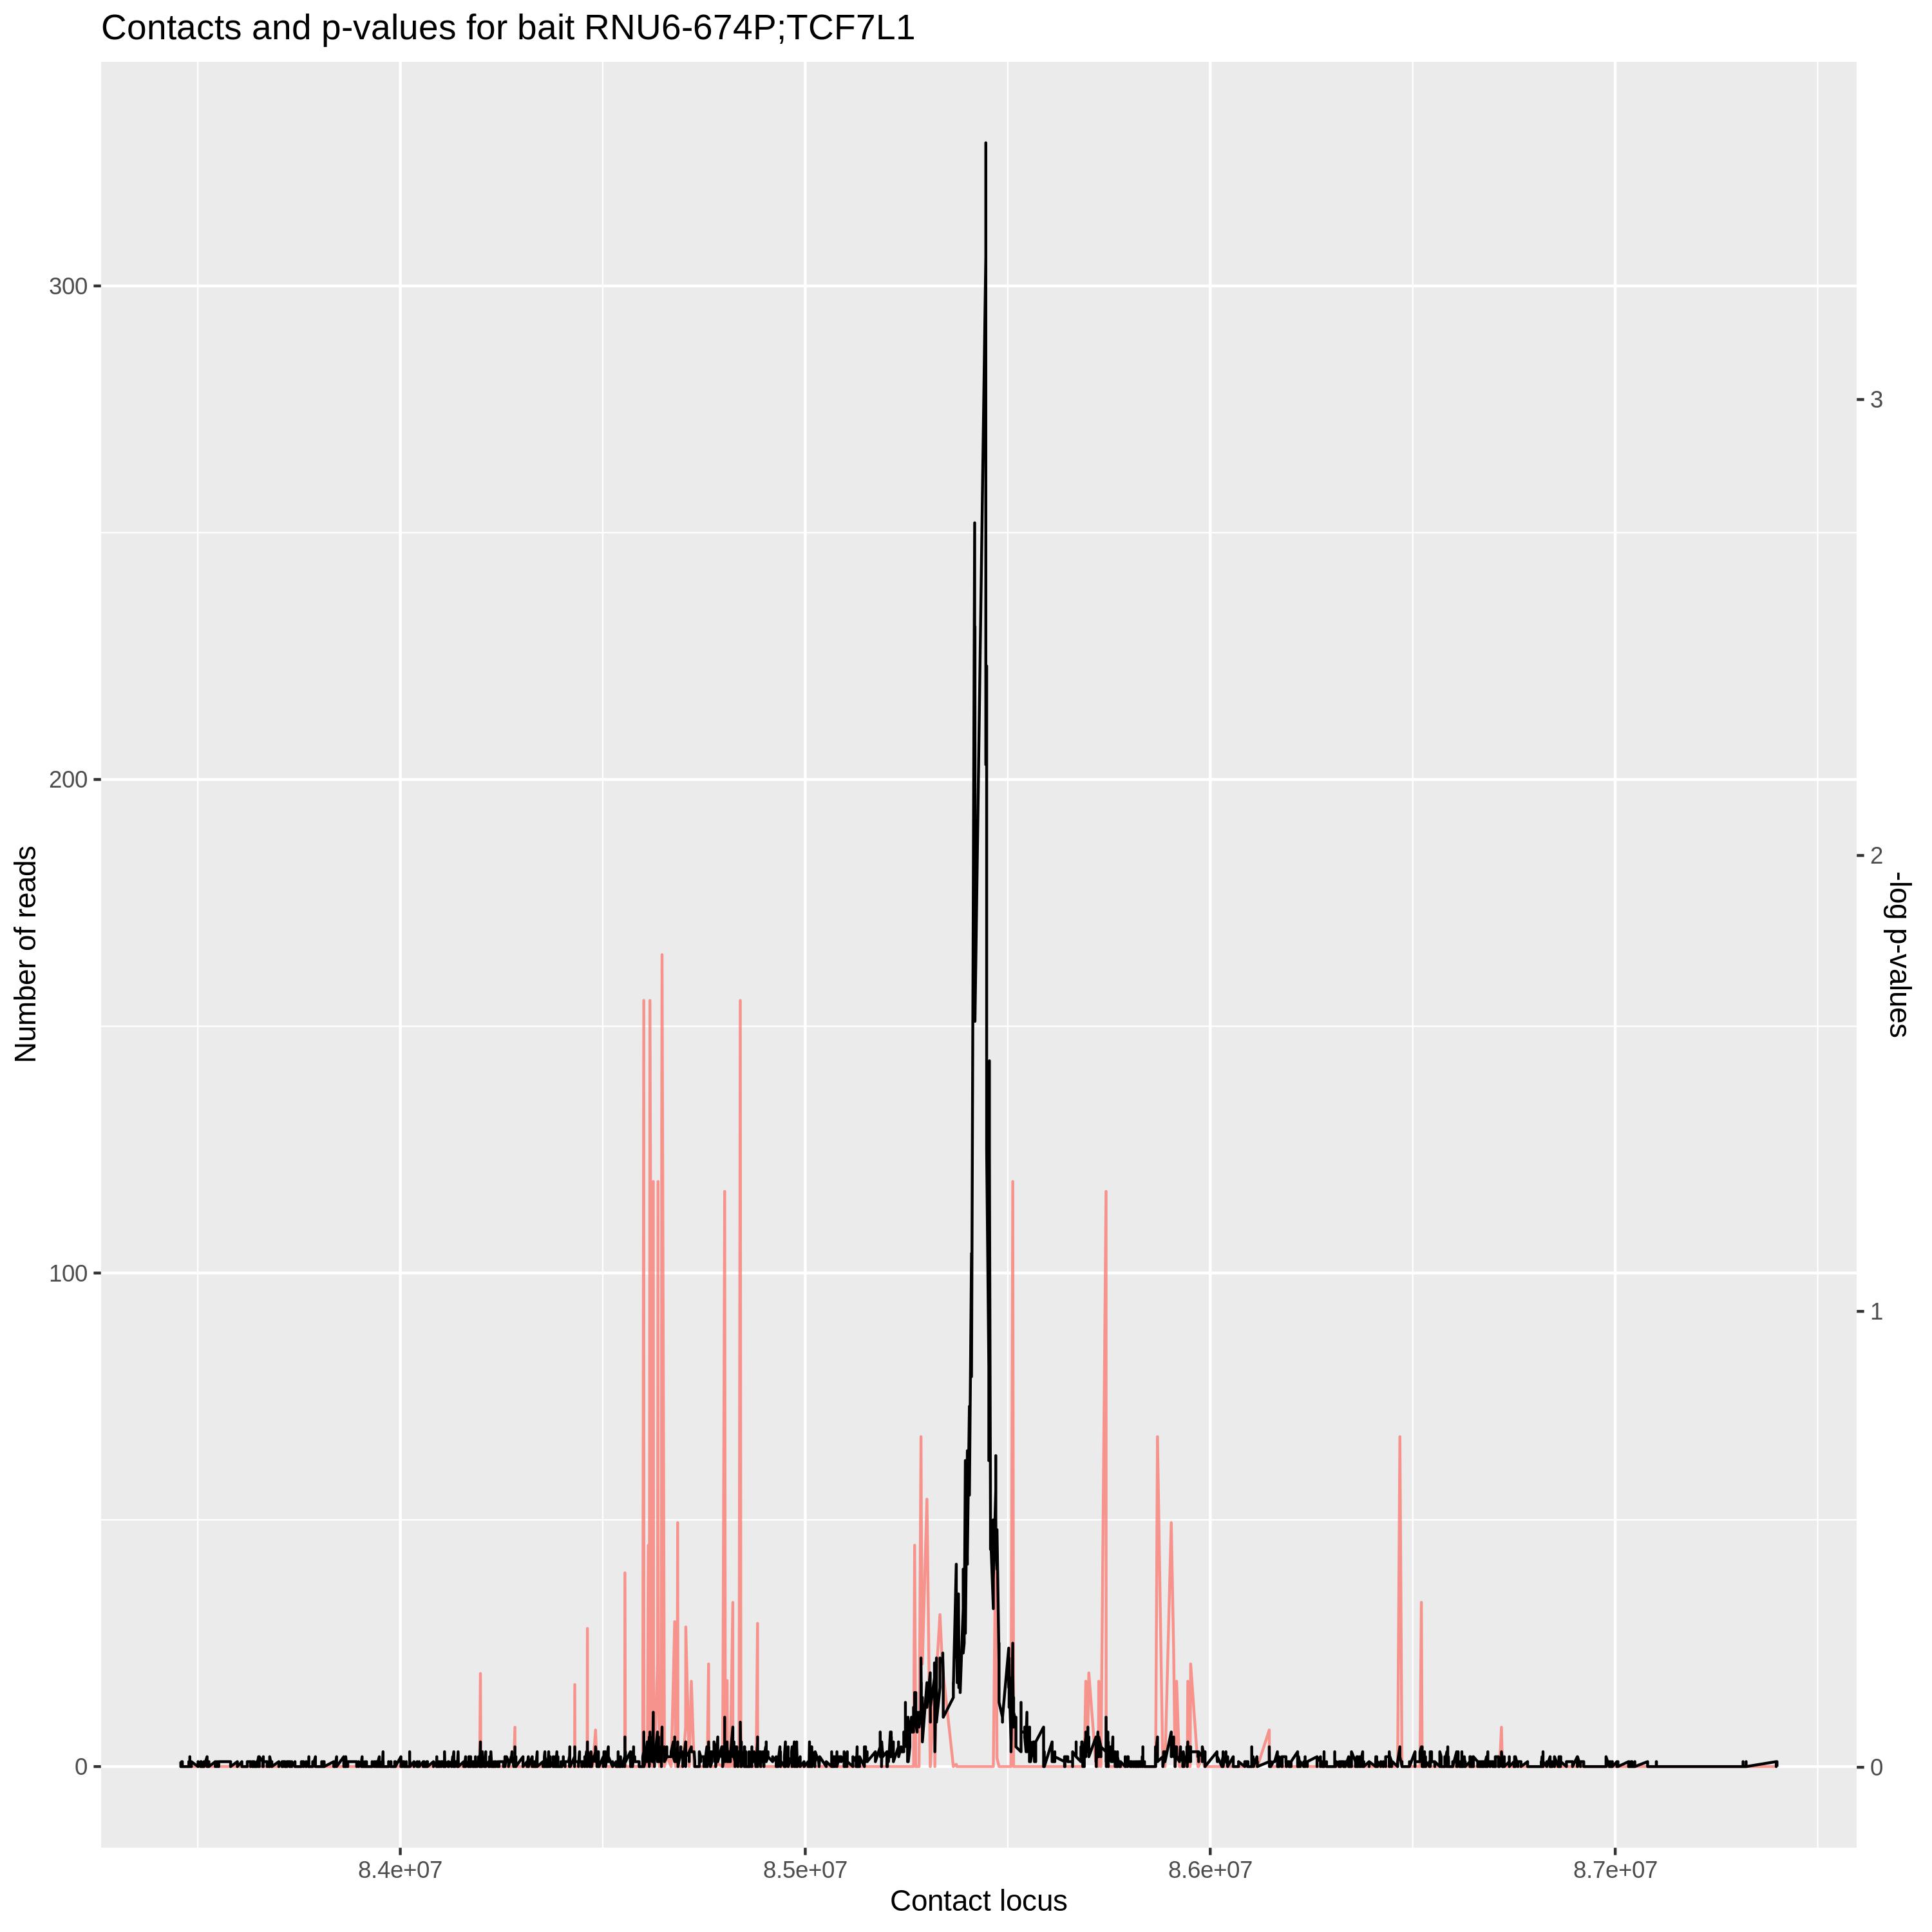 Contacts and p-values for bait RNU6-674P;TCF7L1
300
200
100
0
Number of reads
3
2
1
0
-log p-values
8.4e+07
8.5e+07
8.6e+07
8.7e+07
Contact locus